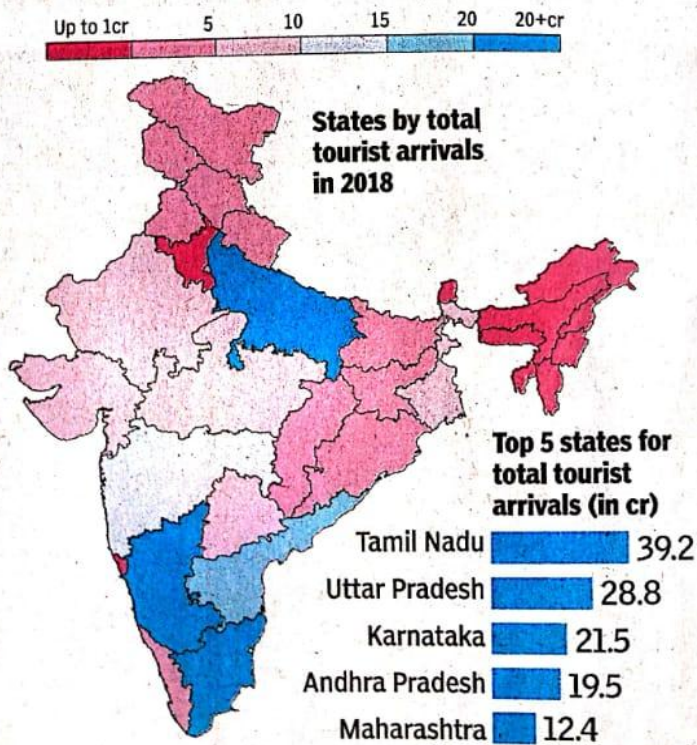 Up to 1cr 5 10 15 20 20+cr
States by total
tourist arrivals
in 2018
Top 5 states for
total tourist
arrivals (in cr)
Tamil Nadu 39.2
Uttar Pradesh 28.8
Karnataka 21.5
Andhra Pradesh 19.5
Maharashtra 12.4